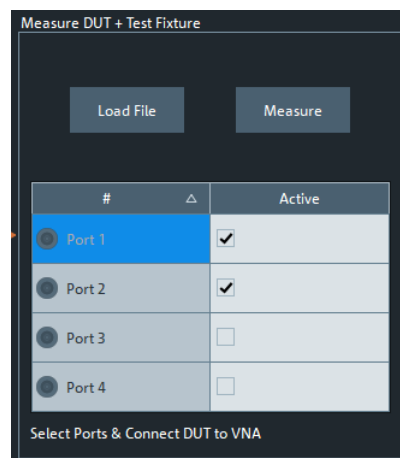 Measure DUT + Test Fixture
Load File Measure
# Active
Port 1
Port 2
Port 3
Port 4
Select Ports & Connect DUT to VNA